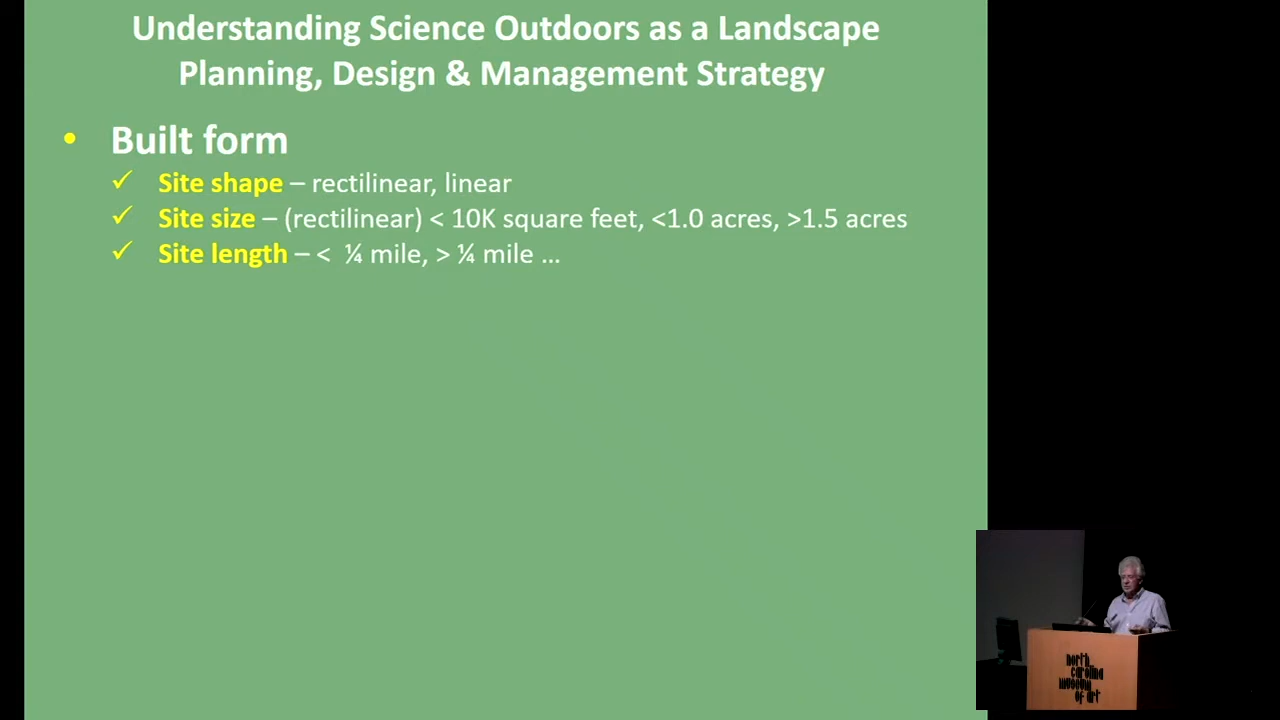 Understanding Science Outdoors as a Landscape
Planning, Design & Management Strategy
• Built form
✓ Site shape – rectilinear, linear
✓ Site size – (rectilinear) < 10K square feet, <1.0 acres, >1.5 acres
✓ Site length – < ¼ mile, > ¼ mile ...
north
carolina
museum
of art